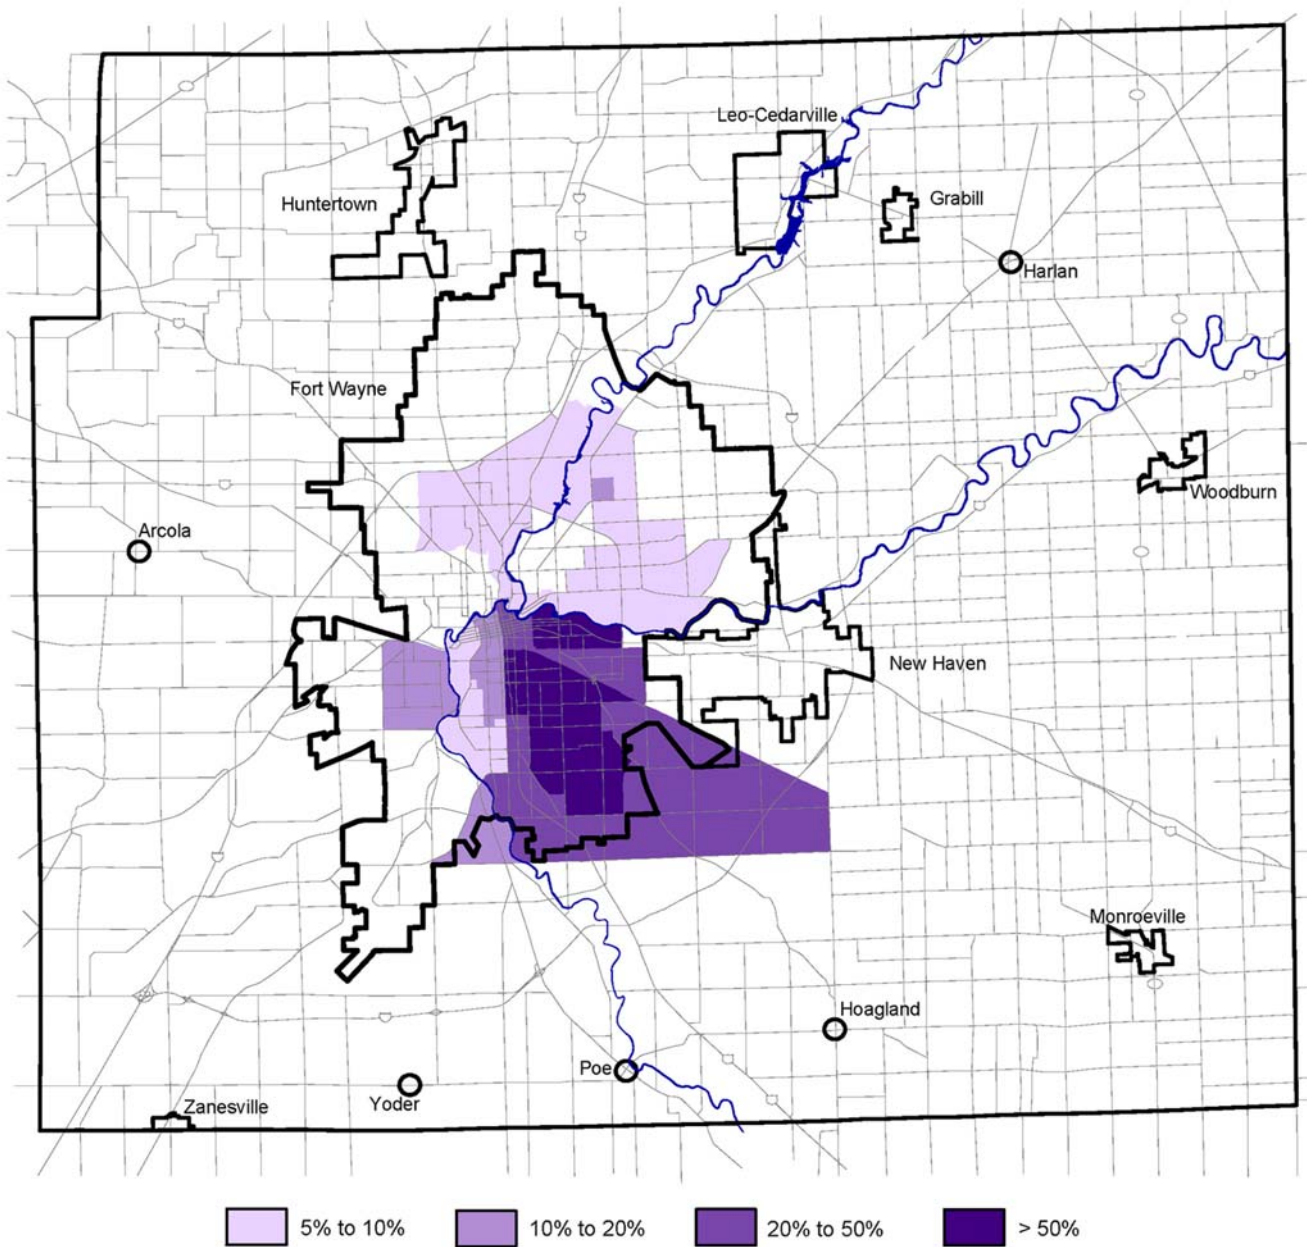 Leo-Cedarville
Huntertown
Grabill
Harlan
Fort Wayne
Woodburn
Arcola
New Haven
Monroeville
Hoagland
Poe
Zanesville
Yoder
5% to 10%
10% to 20%
20% to 50%
> 50%